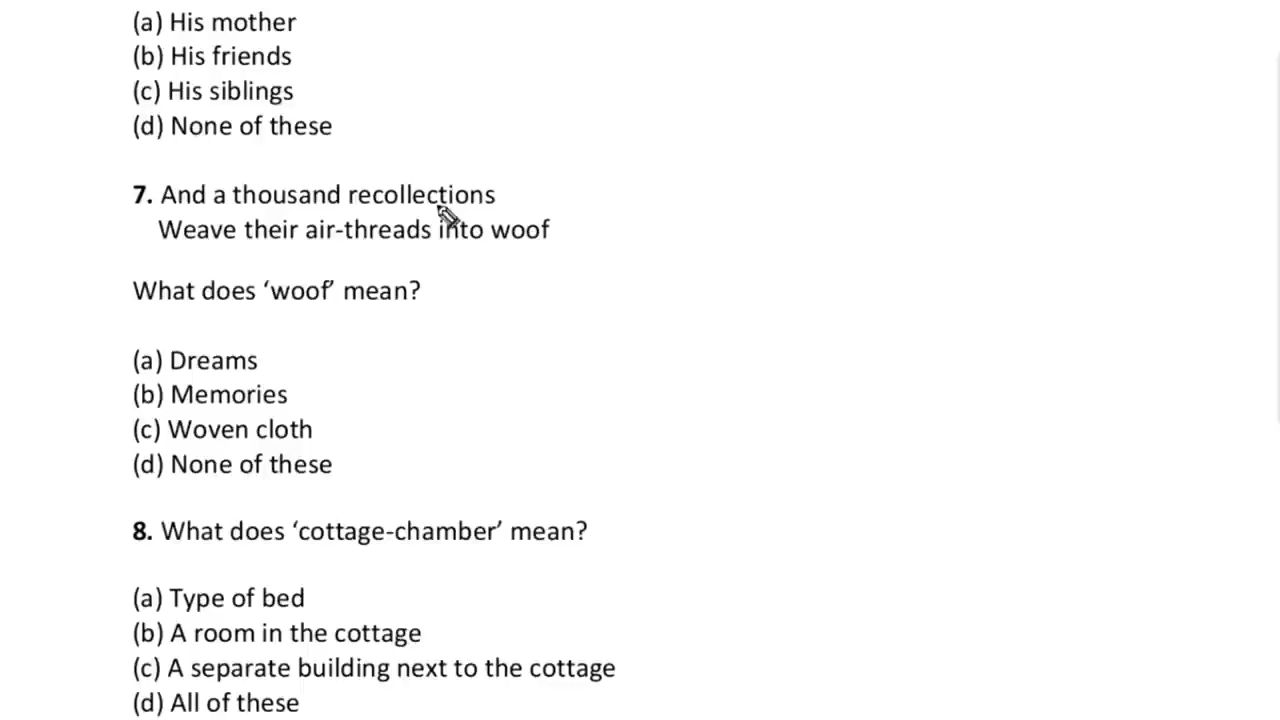 (a) His mother
(b) His friends
(c) His siblings
(d) None of these
7. And a thousand recollections
Weave their air-threads into woof
What does ‘woof’ mean?
(a) Dreams
(b) Memories
(c) Woven cloth
(d) None of these
8. What does ‘cottage-chamber’ mean?
(a) Type of bed
(b) A room in the cottage
(c) A separate building next to the cottage
(d) All of these